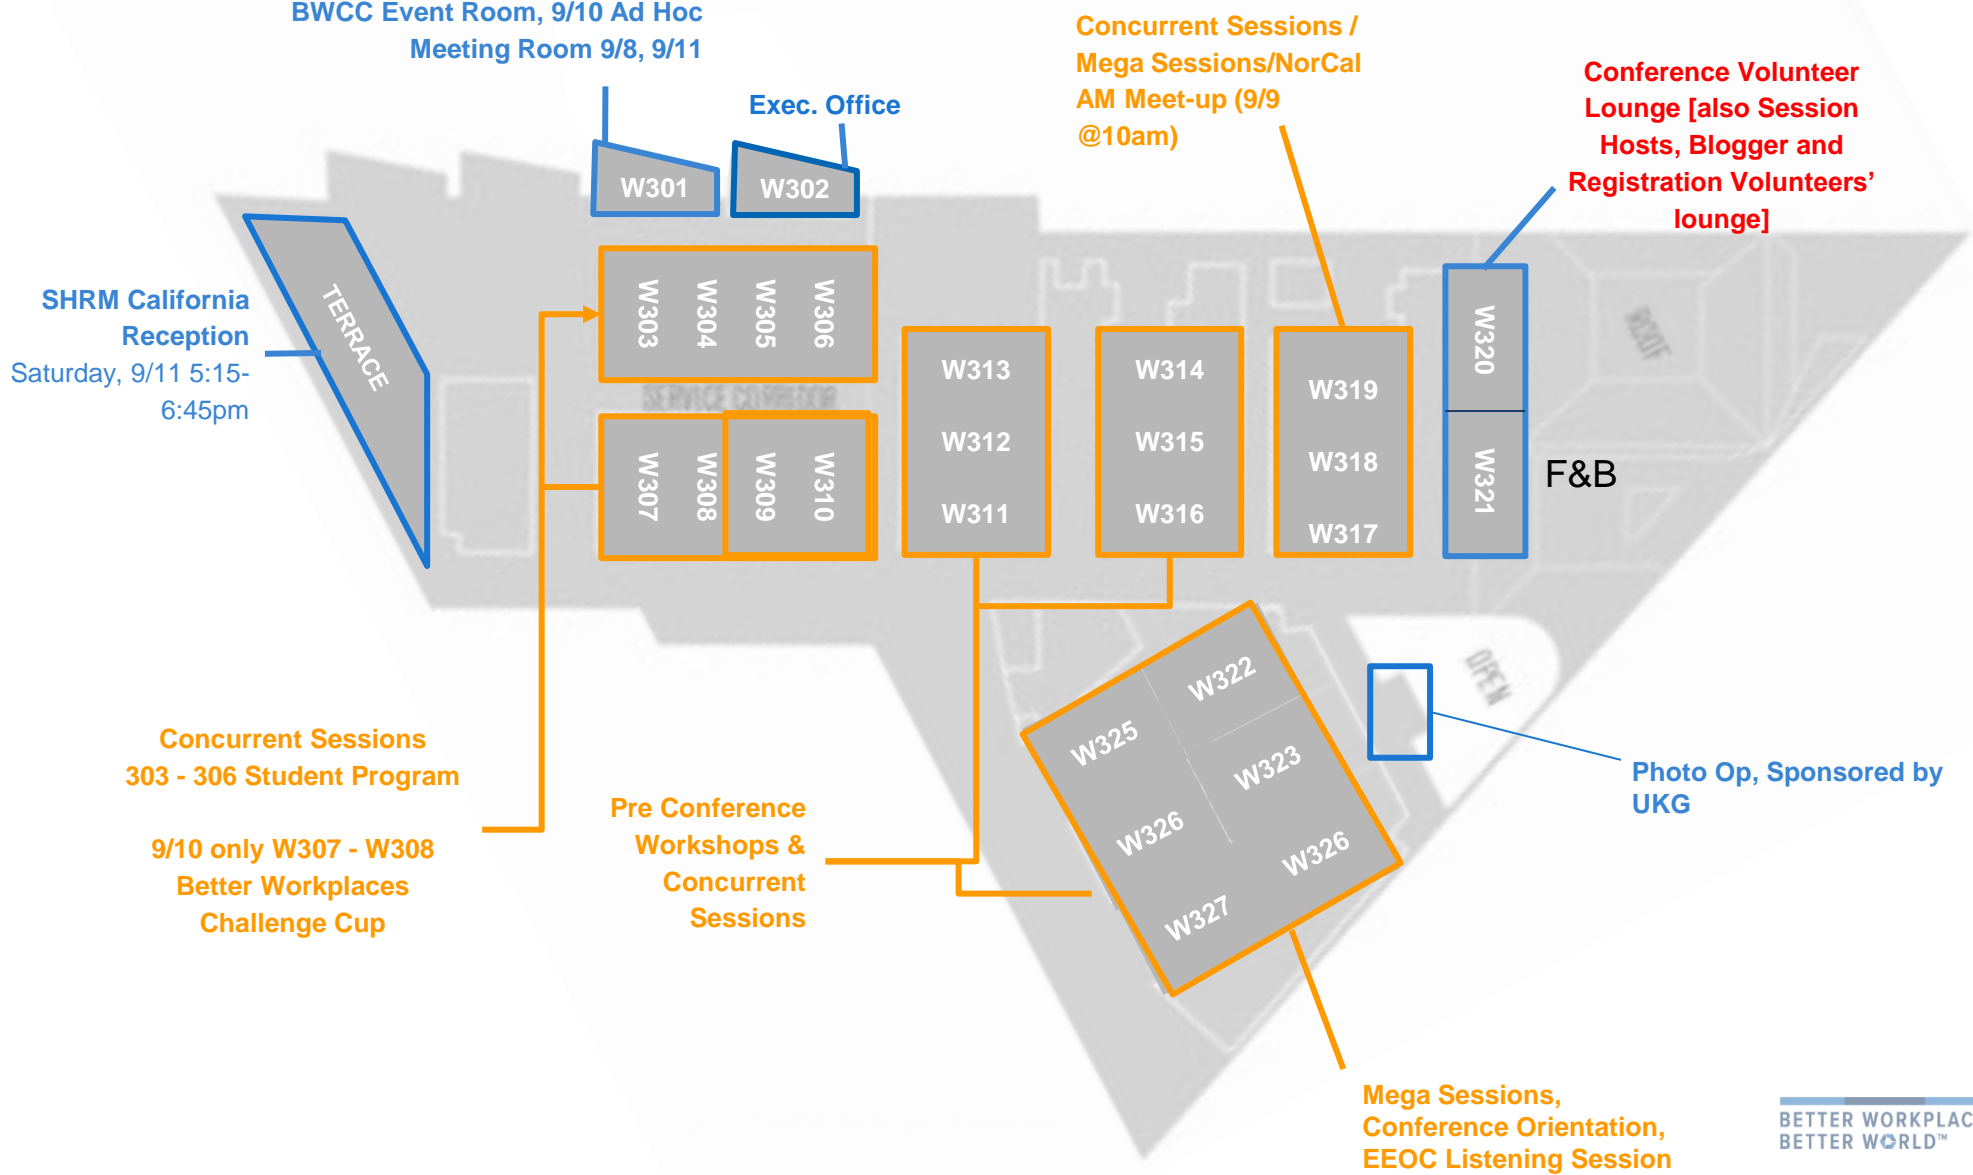 BWCC Event Room, 9/10 Ad Hoc
Meeting Room 9/8, 9/11
Exec. Office
Concurrent Sessions /
Mega Sessions/NorCal
AM Meet-up (9/9
@10am)
Conference Volunteer
Lounge [also Session
Hosts, Blogger and
Registration Volunteers’
lounge]
W301
W302
SHRM California
Reception
Saturday, 9/11 5:15-
6:45pm
TERRACE
W303
W304
W305
W306
SERVICE CORRIDOR
W307
W308
W309
W310
W313
W312
W311
W314
W315
W316
W319
W318
W317
W320
W321
F&B
ROOF
OPEN
W322
W325
W323
W326
W326
W327
Concurrent Sessions
303 - 306 Student Program
9/10 only W307 - W308
Better Workplaces
Challenge Cup
Pre Conference
Workshops &
Concurrent
Sessions
Photo Op, Sponsored by
UKG
Mega Sessions,
Conference Orientation,
EEOC Listening Session
BETTER WORKPLAC
BETTER WORLD™